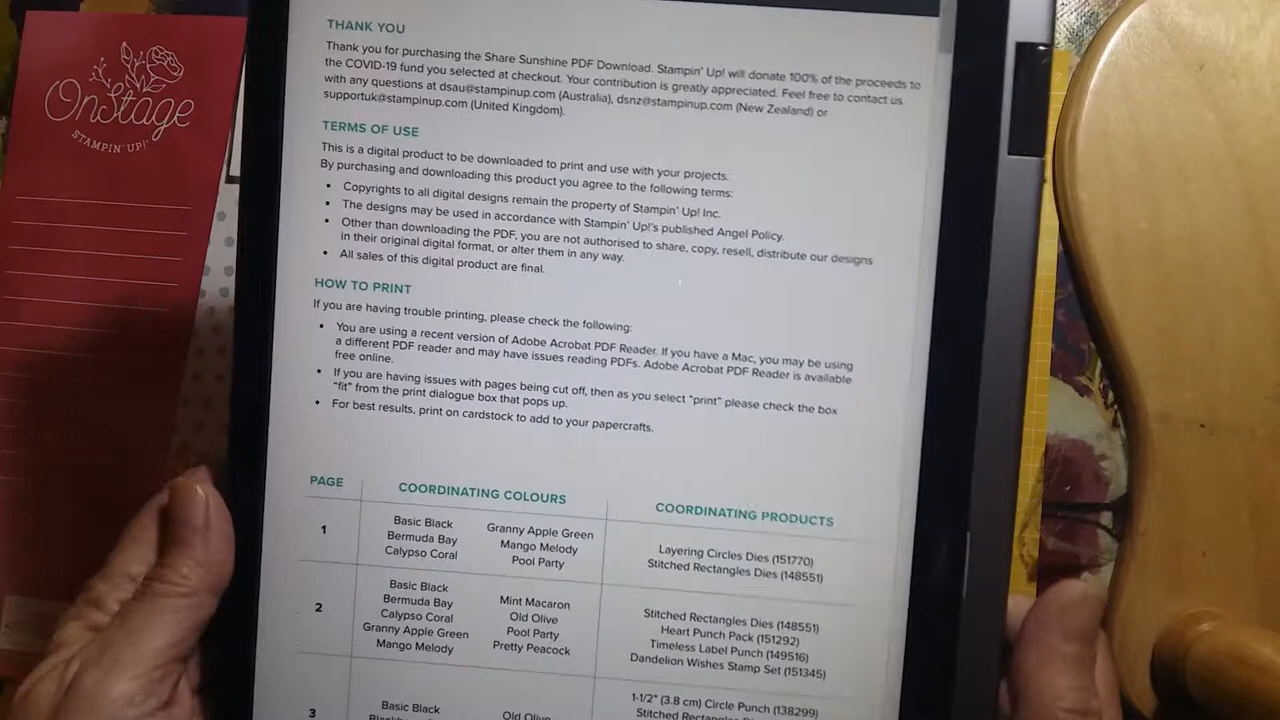 OnStage
STAMPIN' UP!
THANK YOU
Thank you for purchasing the Share Sunshine PDF Download. Stampin' Up! will donate 100% of the proceeds to
the COVID-19 fund you selected at checkout. Your contribution is greatly appreciated. Feel free to contact us
with any questions at dsau@stampinup.com (Australia), dsnz@stampinup.com (New Zealand) or
supportuk@stampinup.com (United Kingdom).
TERMS OF USE
This is a digital product to be downloaded to print and use with your projects.
By purchasing and downloading this product you agree to the following terms:
• Copyrights to all digital designs remain the property of Stampin' Up! Inc.
• The designs may be used in accordance with Stampin' Up!'s published Angel Policy.
• Other than downloading the PDF, you are not authorised to share, copy, resell, distribute our designs
in their original digital format, or alter them in any way.
• All sales of this digital product are final.
HOW TO PRINT
If you are having trouble printing, please check the following:
• You are using a recent version of Adobe Acrobat PDF Reader. If you have a Mac, you may be using
a different PDF reader and may have issues reading PDFs. Adobe Acrobat PDF Reader is available
free online.
• If you are having issues with pages being cut off, then as you select "print" please check the box
"fit" from the print dialogue box that pops up.
• For best results, print on cardstock to add to your papercrafts.
PAGE COORDINATING COLOURS COORDINATING PRODUCTS
1
Basic Black
Bermuda Bay
Calypso Coral
Granny Apple Green
Mango Melody
Pool Party
Layering Circles Dies (151770)
Stitched Rectangles Dies (148551)
2
Basic Black
Bermuda Bay
Calypso Coral
Granny Apple Green
Mango Melody
Mint Macaron
Old Olive
Pool Party
Pretty Peacock
Stitched Rectangles Dies (148551)
Heart Punch Pack (151292)
Timeless Label Punch (149516)
Dandelion Wishes Stamp Set (151345)
3
Basic Black
Old Olive
1-1/2" (3.8 cm) Circle Punch (138299)
Stitched